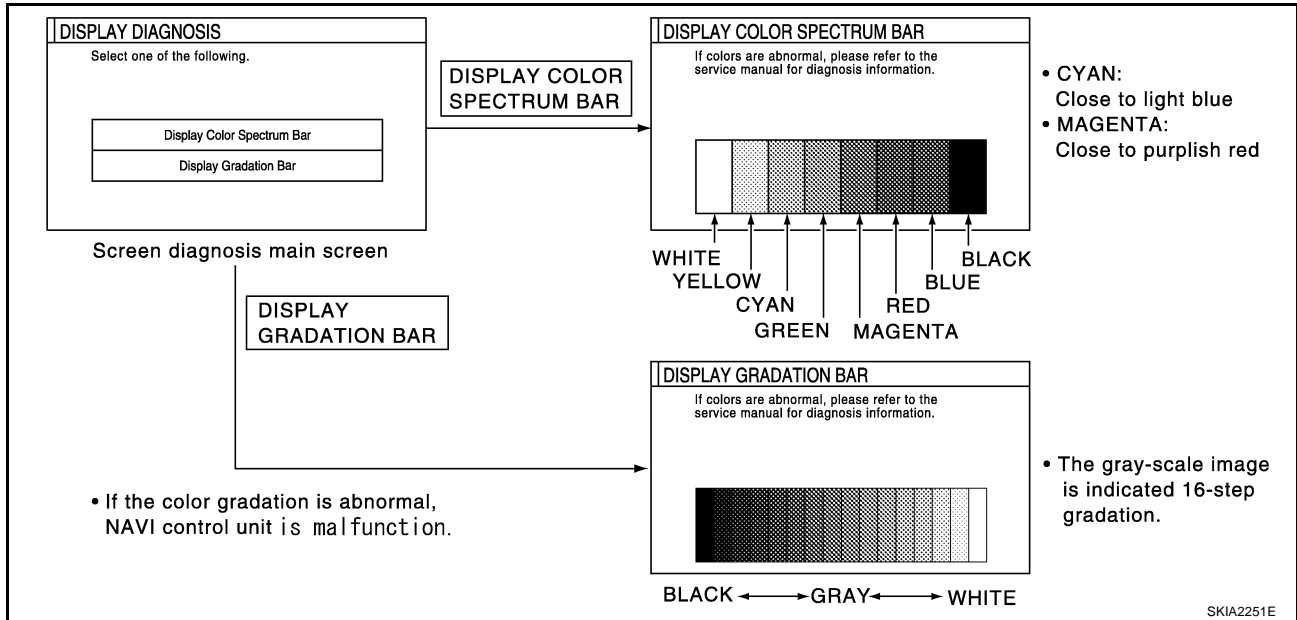 DISPLAY DIAGNOSIS
Select one of the following.
Display Color Spectrum Bar
Display Gradation Bar
Screen diagnosis main screen
DISPLAY COLOR
SPECTRUM BAR
DISPLAY COLOR SPECTRUM BAR
If colors are abnormal, please refer to the
service manual for diagnosis information.
WHITE
YELLOW
CYAN
GREEN
MAGENTA
RED
BLUE
BLACK
• CYAN:
Close to light blue
• MAGENTA:
Close to purplish red
DISPLAY
GRADATION BAR
• If the color gradation is abnormal,
NAVI control unit is malfunction.
DISPLAY GRADATION BAR
If colors are abnormal, please refer to the
service manual for diagnosis information.
BLACK GRAY WHITE
• The gray-scale image
is indicated 16-step
gradation.
SKIA2251E